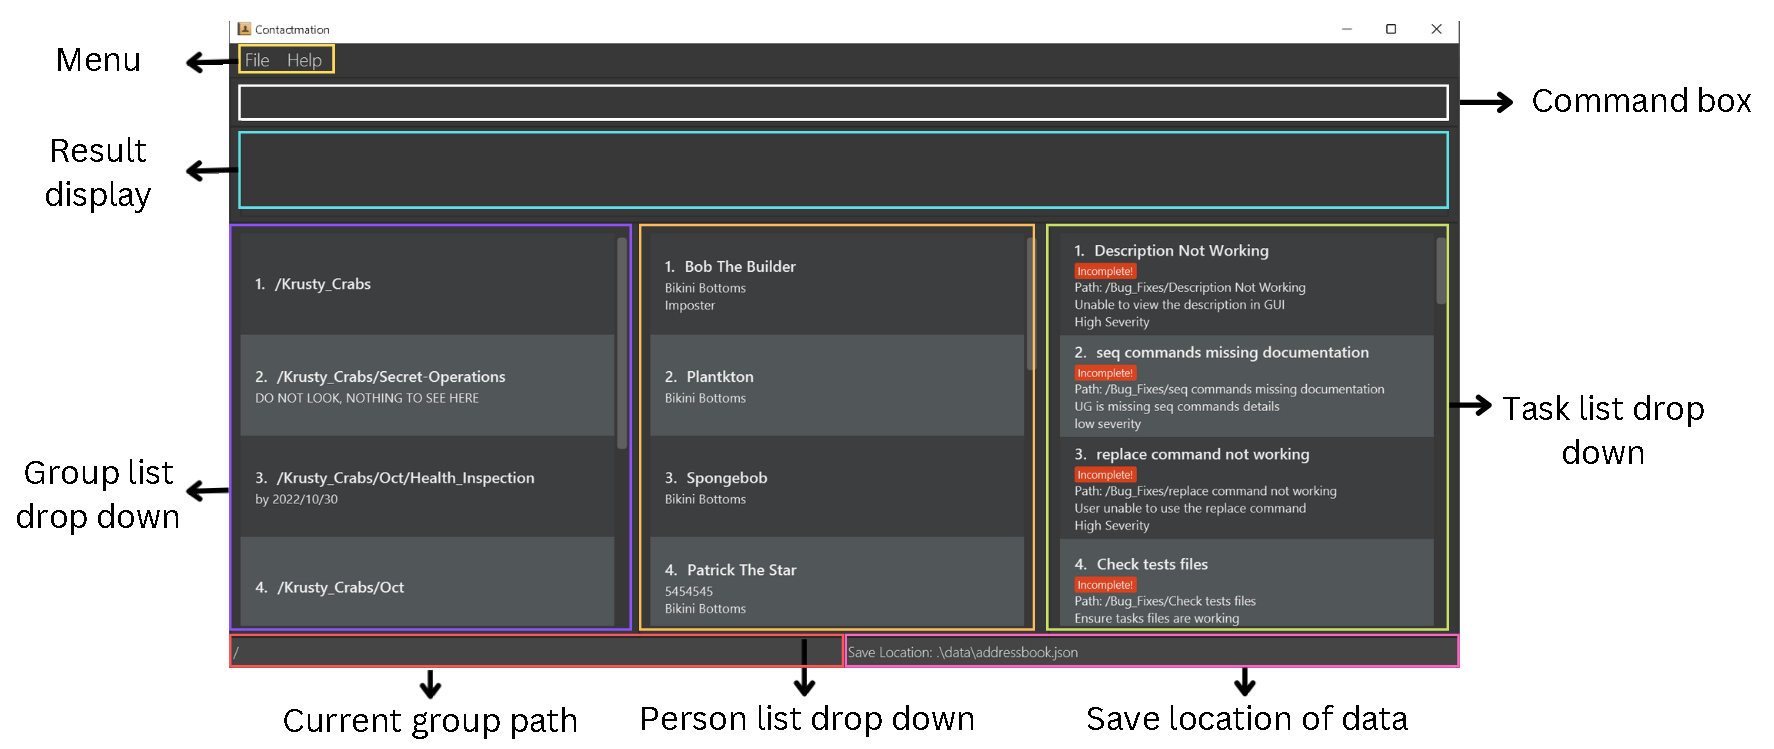 Contactmation
Menu
File Help
Command box
Result
display
1. /Krusty_Crabs
2. /Krusty_Crabs/Secret-Operations
DO NOT LOOK, NOTHING TO SEE HERE
3. /Krusty_Crabs/Oct/Health_Inspection
by 2022/10/30
4. /Krusty_Crabs/Oct
Group list
drop down
1. Bob The Builder
Bikini Bottoms
Imposter
2. Plantkton
Bikini Bottoms
3. Spongebob
Bikini Bottoms
4. Patrick The Star
5454545
Bikini Bottoms
1. Description Not Working
Incomplete!
Path: /Bug_Fixes/Description Not Working
Unable to view the description in GUI
High Severity
2. seq commands missing documentation
Incomplete!
Path: /Bug_Fixes/seq commands missing documentation
UG is missing seq commands details
low severity
3. replace command not working
Incomplete!
Path: /Bug_Fixes/replace command not working
User unable to use the replace command
High Severity
4. Check tests files
Incomplete!
Path: /Bug_Fixes/Check tests files
Ensure tasks files are working
Task list drop
down
/
Save Location: .\data\addressbook.json
Current group path
Person list drop down
Save location of data